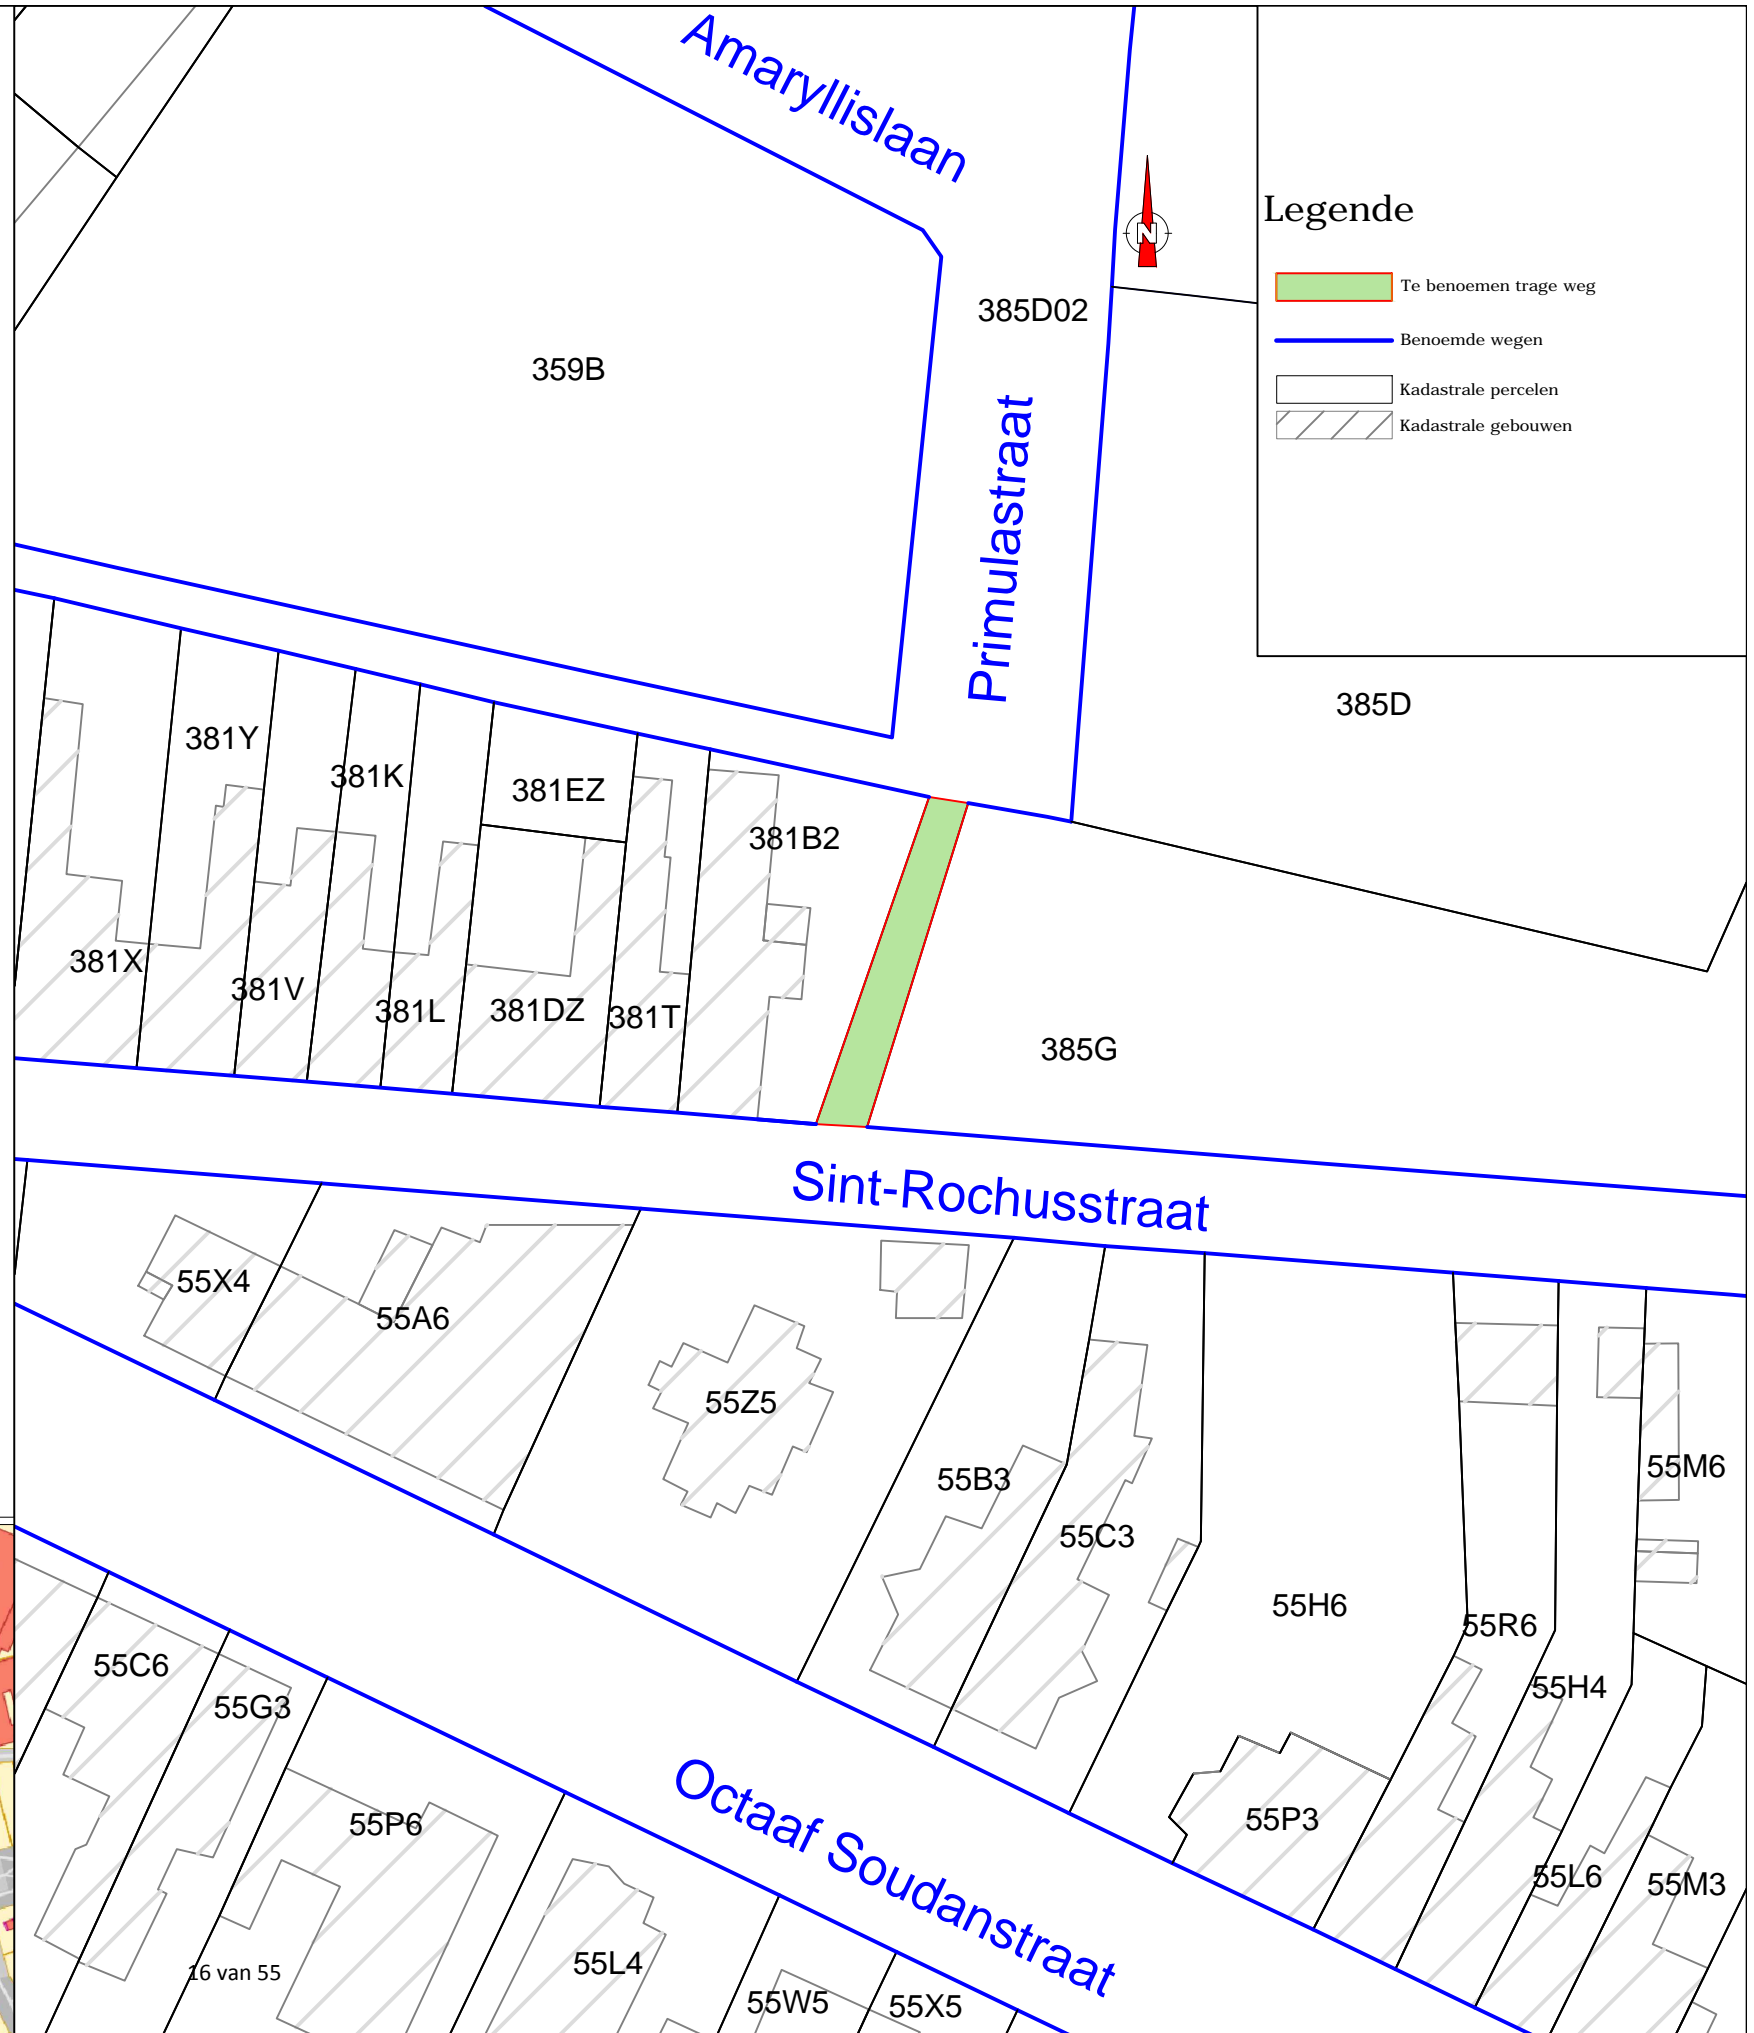 Amaryllislaan
N
Legende
Te benoemen trage weg
Benoemde wegen
Kadastrale percelen
Kadastrale gebouwen
385D02
359B
Primulastraat
385D
381Y
381K
381EZ
381B2
381X
381V
381L
381DZ
381T
385G
Sint-Rochusstraat
55X4
55A6
55Z5
55B3
55C3
55M6
55H6
55R6
55H4
55C6
55G3
55P6
Octaaf Soudanstraat
55P3
55L6
55M3
55L4
55W5
55X5
16 van 55